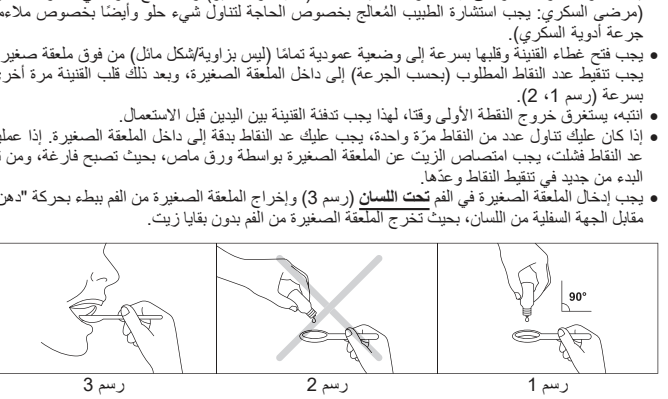 (مرضى السكري: يجب استشارة الطبيب المُعالج بخصوص الحاجة لتناول شيء حلو وأيضًا بخصوص
جرعة أدوية السكري).
• يجب فتح غطاء القنينة وقلبها بسرعة إلى وضعية عمودية تمامًا (ليس بزاوية/شكل مائل) من فوق ملعقة
يجب تنقيط عدد النقاط المطلوب (بحسب الجرعة) إلى داخل الملعقة الصغيرة، وبعد ذلك قلب القنينة مرة
بسرعة (رسم 1، 2).
• انتبه، يستغرق خروج النقطة الأولى وقتا، لهذا يجب تدفئة القنينة بين اليدين قبل الاستعمال.
• إذا كان عليك تناول عدد من النقاط مرّة واحدة، يجب عليك عد النقاط بدقة إلى داخل الملعقة الصغيرة. إذا
عد النقاط فشلت، يجب امتصاص الزيت عن الملعقة الصغيرة بواسطة ورق ماص، بحيث تصبح فارغة، ومن
البدء من جديد في تنقيط النقاط وعدّها.
• يجب إدخال الملعقة الصغيرة في الفم تحت اللسان (رسم 3) وإخراج الملعقة الصغيرة من الفم ببطء بحركة "دهن
مقابل الجهة السفلية من اللسان، بحيث تخرج الملعقة الصغيرة من الفم بدون بقايا زيت.
90°
رسم 1
رسم 2
رسم 3